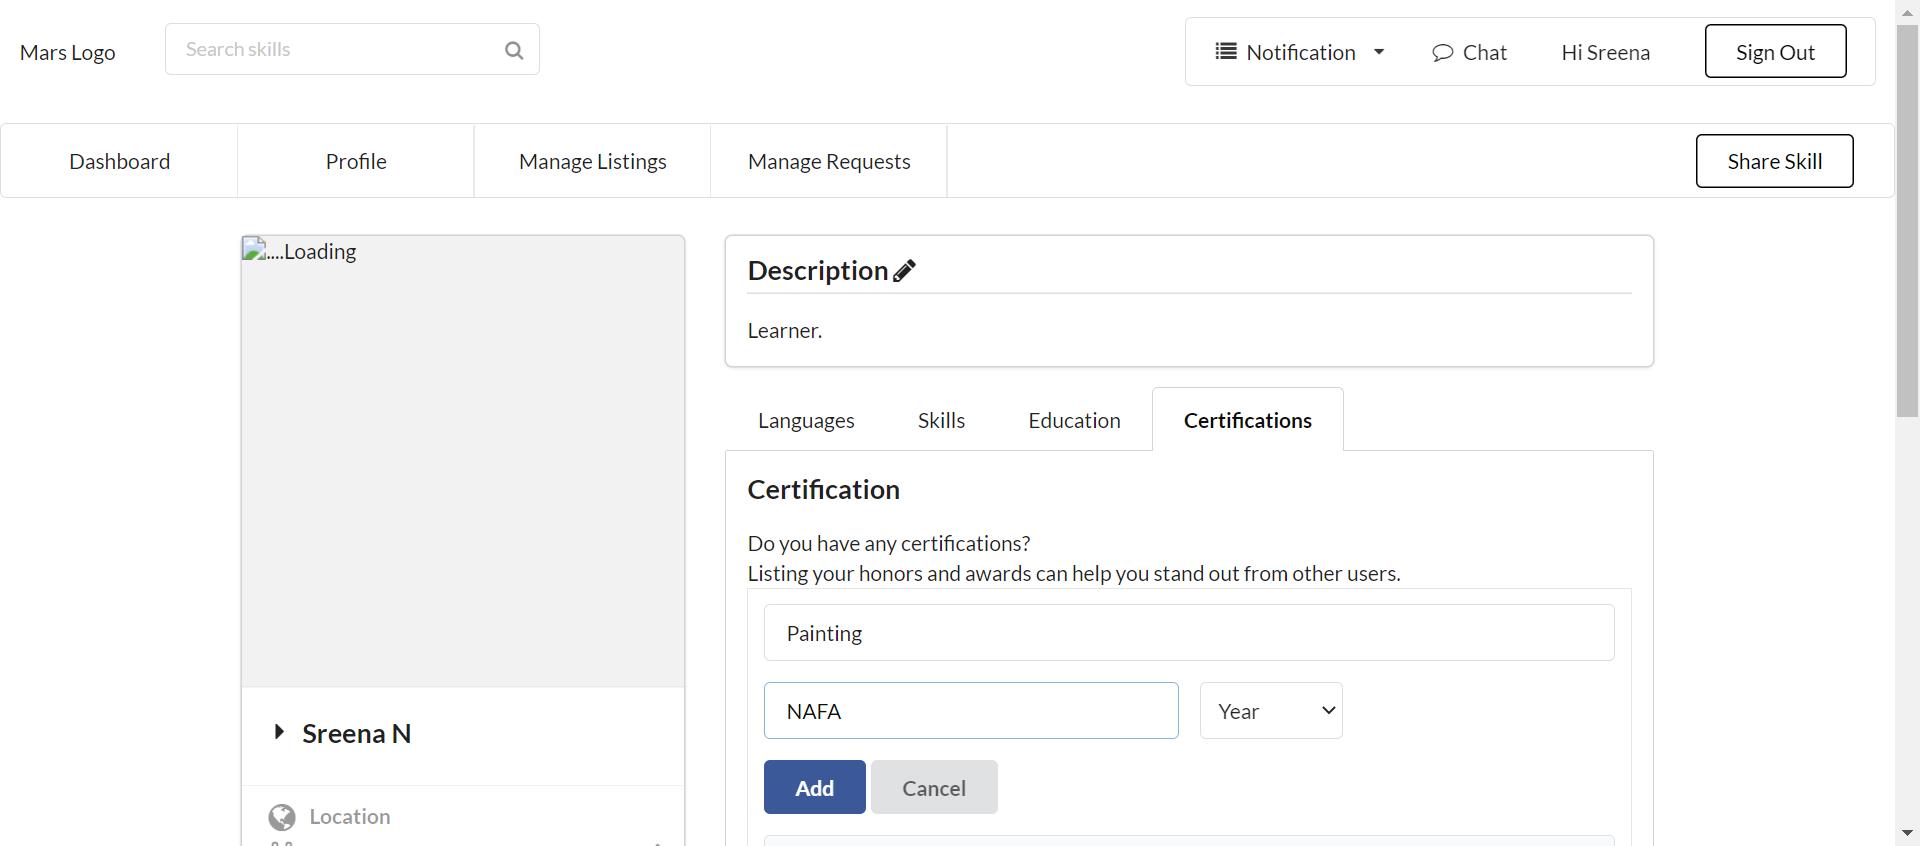 Mars Logo
Search skills
Notification
Chat
Hi Sreena
Sign Out
Dashboard
Profile
Manage Listings
Manage Requests
Share Skill
....Loading
Sreena N
Location
Description
Learner.
Languages
Skills
Education
Certifications
Certification
Do you have any certifications?
Listing your honors and awards can help you stand out from other users.
Painting
NAFA
Year
Add
Cancel